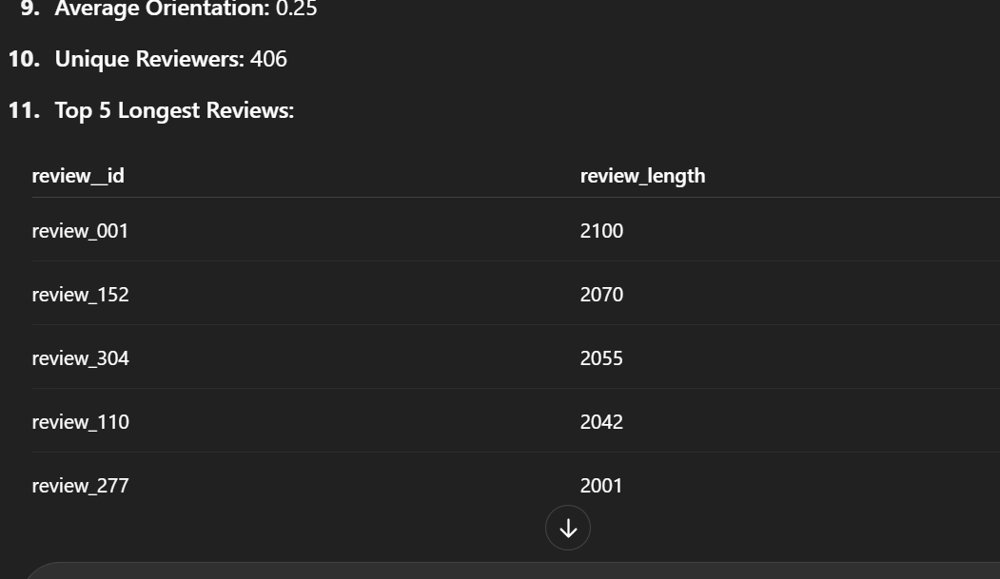 9. Average Orientation: 0.25
10. Unique Reviewers: 406
11. Top 5 Longest Reviews:
review__id review_length
review_001 2100
review_152 2070
review_304 2055
review_110 2042
review_277 2001